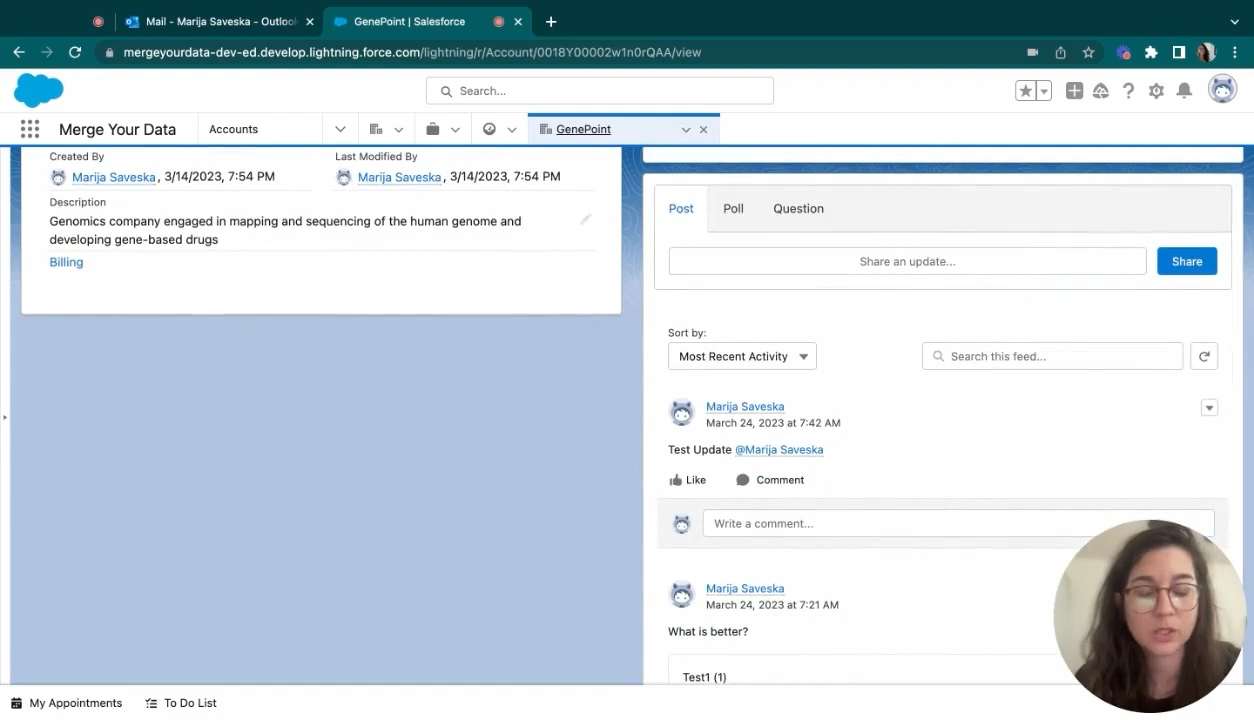 Mail - Marija Saveska - Outlook
GenePoint | Salesforce
mergeyourdata-dev-ed.develop.lightning.force.com/lightning/r/Account/0018Y00002w1n0rQAA/view
Search...
Merge Your Data
Accounts
GenePoint
Created By
Last Modified By
Marija Saveska, 3/14/2023, 7:54 PM
Marija Saveska, 3/14/2023, 7:54 PM
Description
Genomics company engaged in mapping and sequencing of the human genome and
developing gene-based drugs
Billing
Post
Poll
Question
Share an update...
Share
Sort by:
Most Recent Activity
Search this feed...
Marija Saveska
March 24, 2023 at 7:42 AM
Test Update @Marija Saveska
Like
Comment
Write a comment...
Marija Saveska
March 24, 2023 at 7:21 AM
What is better?
Test1 (1)
My Appointments
To Do List